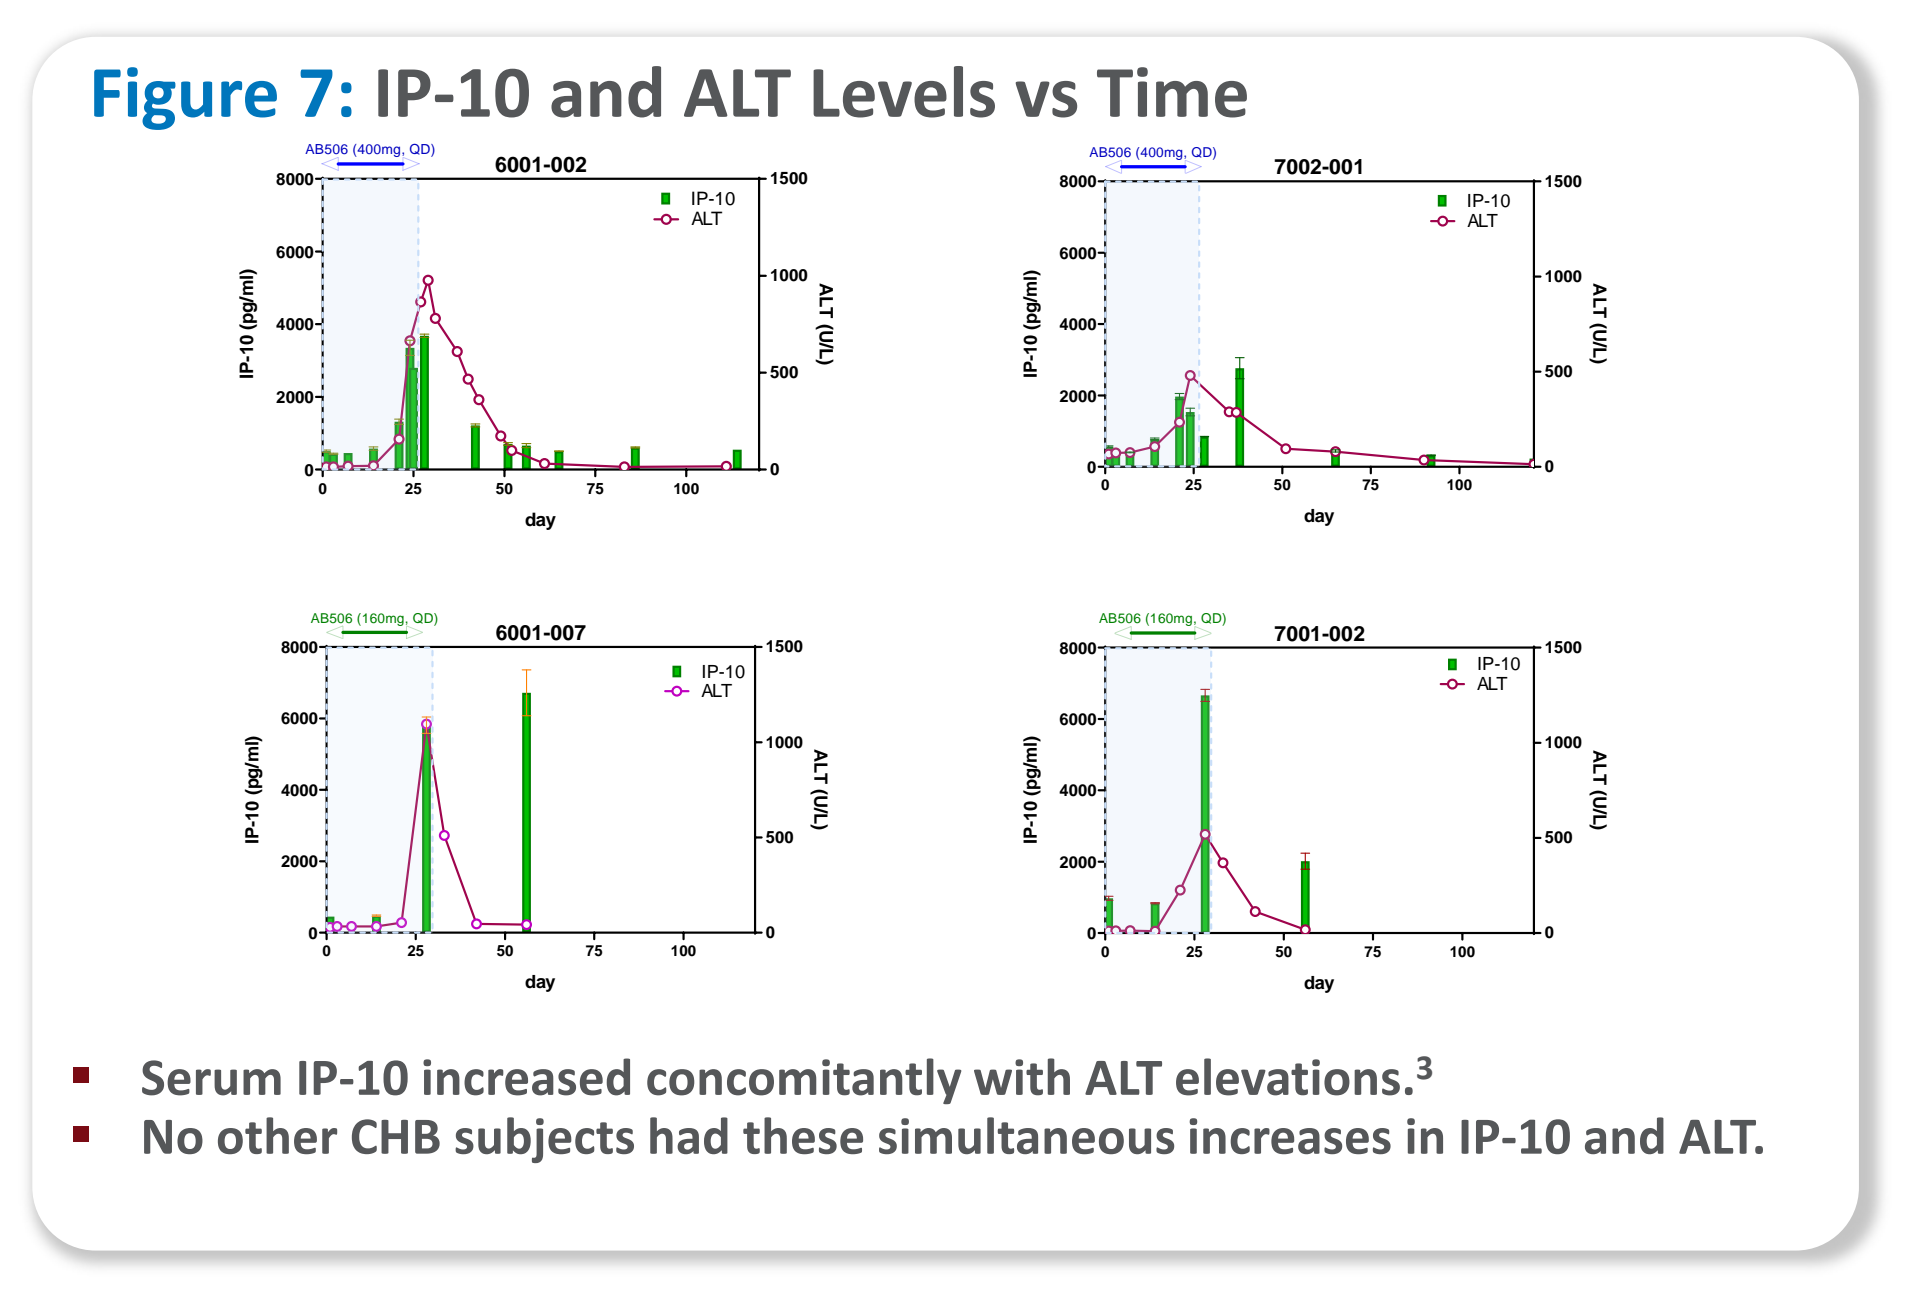 Figure 7: IP-10 and ALT Levels vs Time
AB506 (400mg, QD)
6001-002
8000
6000
4000
2000
0
IP-10 (pg/ml)
1500
1000
500
0
ALT (U/L)
IP-10
ALT
0 25 50 75 100
day
AB506 (400mg, QD)
7002-001
8000
6000
4000
2000
0
IP-10 (pg/ml)
1500
1000
500
0
ALT (U/L)
IP-10
ALT
0 25 50 75 100
day
AB506 (160mg, QD)
6001-007
8000
6000
4000
2000
0
IP-10 (pg/ml)
1500
1000
500
0
ALT (U/L)
IP-10
ALT
0 25 50 75 100
day
AB506 (160mg, QD)
7001-002
8000
6000
4000
2000
0
IP-10 (pg/ml)
1500
1000
500
0
ALT (U/L)
IP-10
ALT
0 25 50 75 100
day
▪ Serum IP-10 increased concomitantly with ALT elevations.³
▪ No other CHB subjects had these simultaneous increases in IP-10 and ALT.